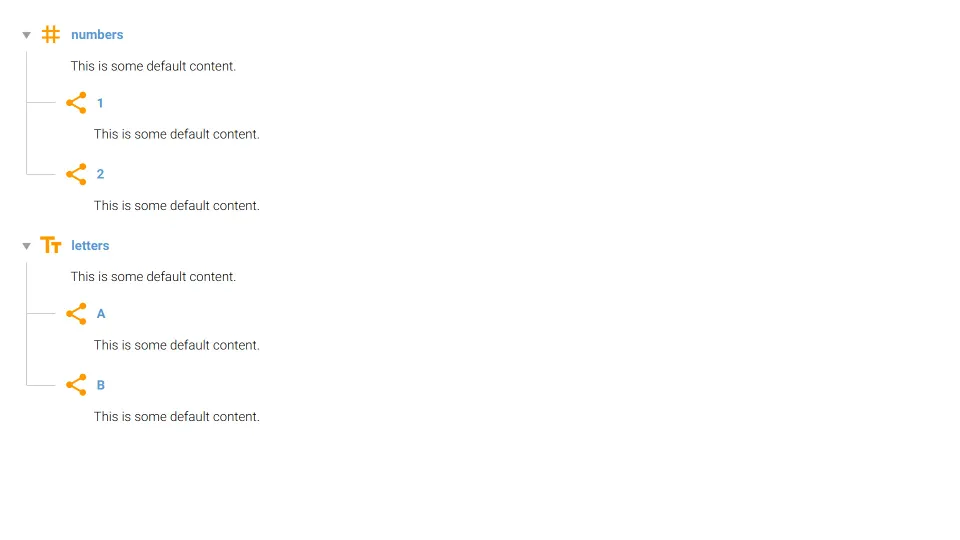 numbers
This is some default content.
1
This is some default content.
2
This is some default content.
letters
This is some default content.
A
This is some default content.
B
This is some default content.